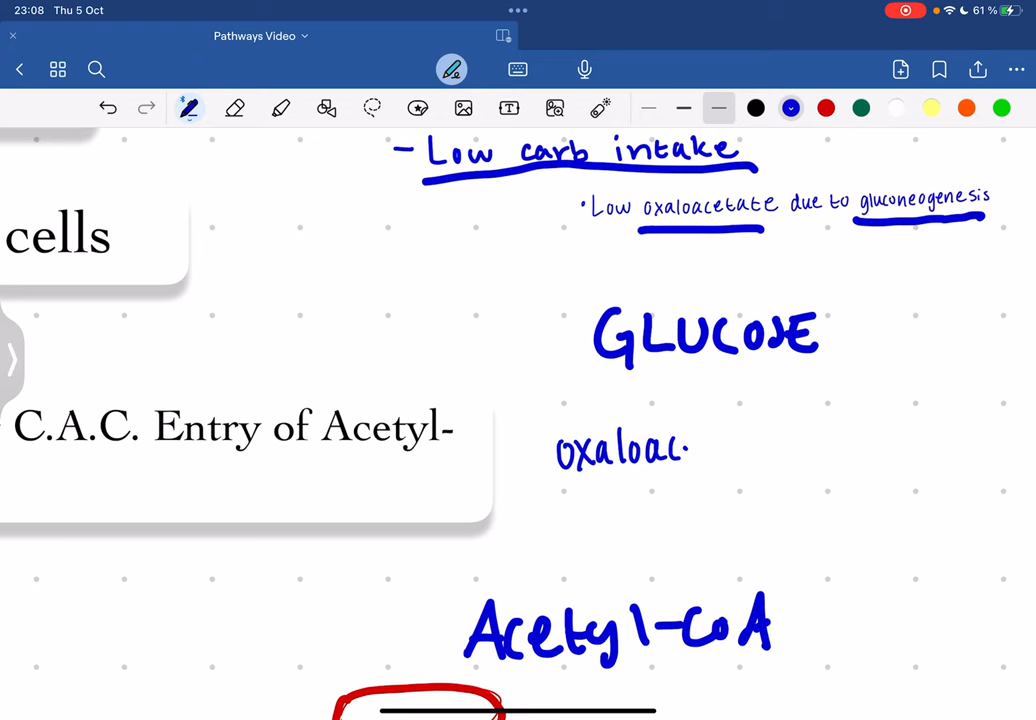 23:08 Thu 5 Oct
61 %
Pathways Video
- Low carb intake
• Low oxaloacetate due to gluconeogenesis
cells
GLUCOSE
C.A.C. Entry of Acetyl-
oxaloac.
Acetyl-CoA